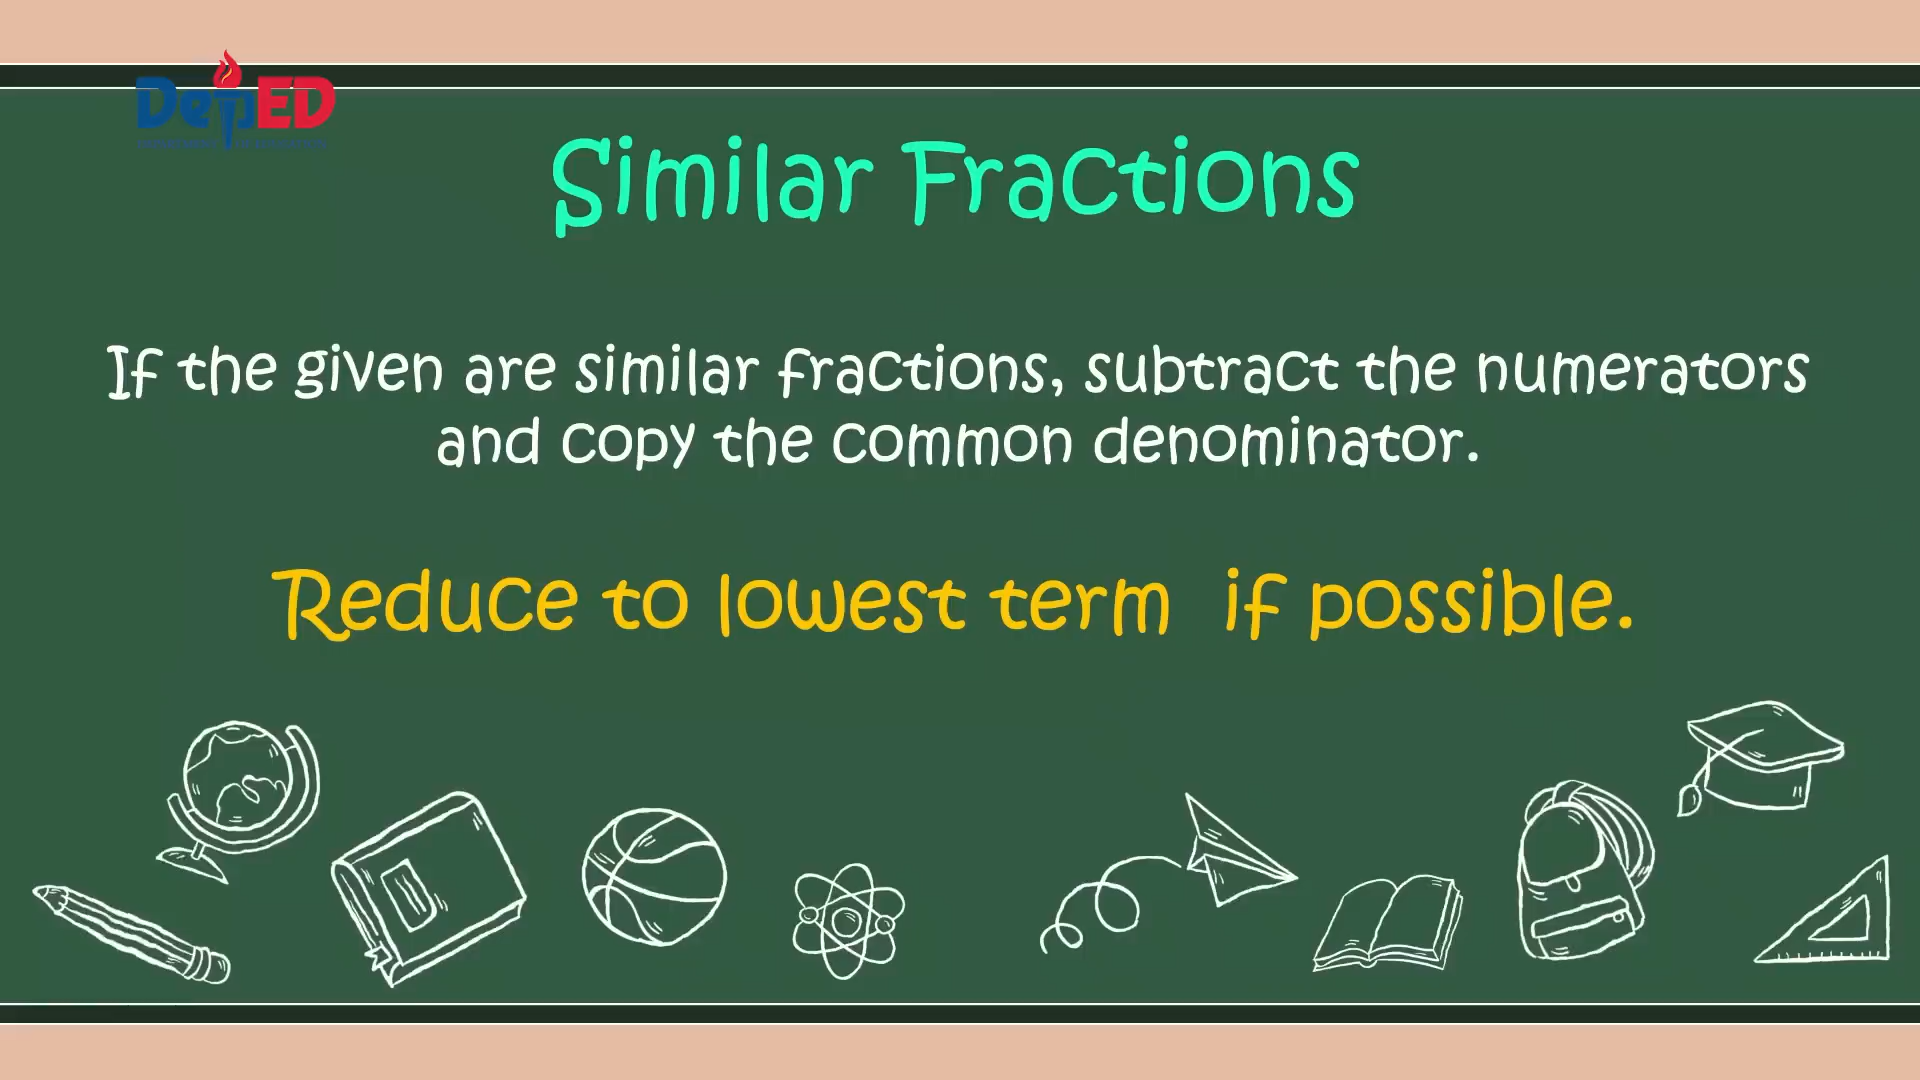 DepED
Similar Fractions
If the given are similar fractions, subtract the numerators
and copy the common denominator.
Reduce to lowest term if possible.